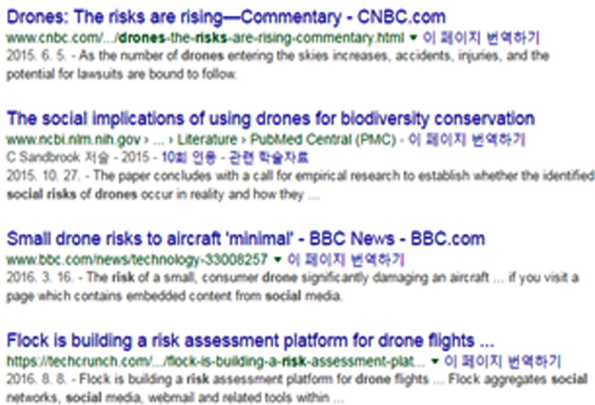 Drones: The risks are rising—Commentary - CNBC.com
www.cnbc.com/.../drones-the-risks-are-rising-commentary.html ▼ 이 페이지 번역하기
2015. 6. 5. - As the number of drones entering the skies increases, accidents, injuries, and the
potential for lawsuits are bound to follow.
The social implications of using drones for biodiversity conservation
www.ncbi.nlm.nih.gov › ... › Literature › PubMed Central (PMC) - 이 페이지 번역하기
C Sandbrook 저술 - 2015 - 10회 인용 - 관련 학술자료
2015. 10. 27. - The paper concludes with a call for empirical research to establish whether the identified
social risks of drones occur in reality and how they ....
Small drone risks to aircraft 'minimal' - BBC News - BBC.com
www.bbc.com/news/technology-33008257 ▼ 이 페이지 번역하기
2016. 3. 16. - The risk of a small, consumer drone significantly damaging an aircraft ... if you visit a
page which contains embedded content from social media.
Flock is building a risk assessment platform for drone flights ...
https://techcrunch.com/.../flock-is-building-a-risk-assessment-plat... ▼ 이 페이지 번역하기
2016. 8. 8. - Flock is building a risk assessment platform for drone flights ... Flock aggregates social
networks, social media, webmail and related tools within ...